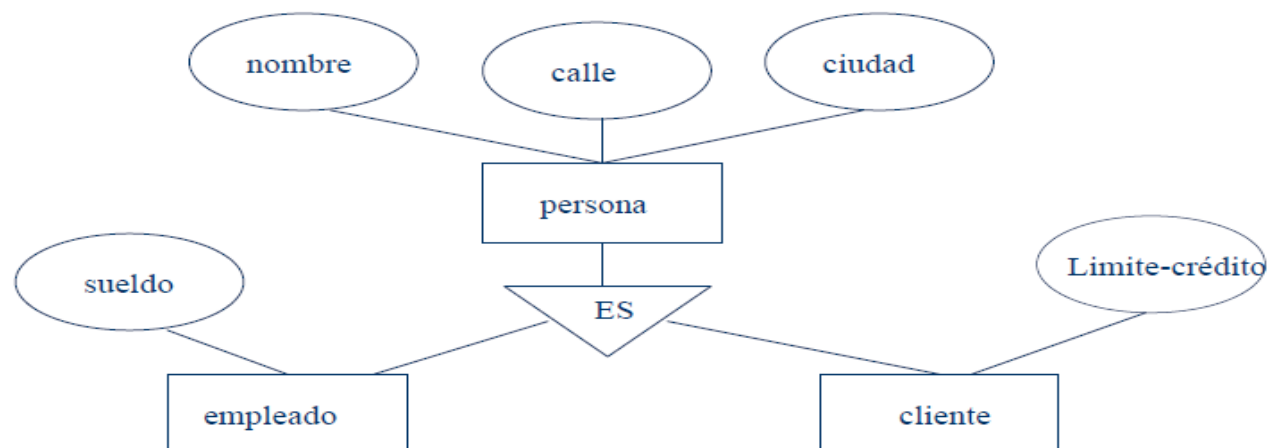 nombre
calle
ciudad
persona
sueldo
Limite-crédito
ES
empleado
cliente